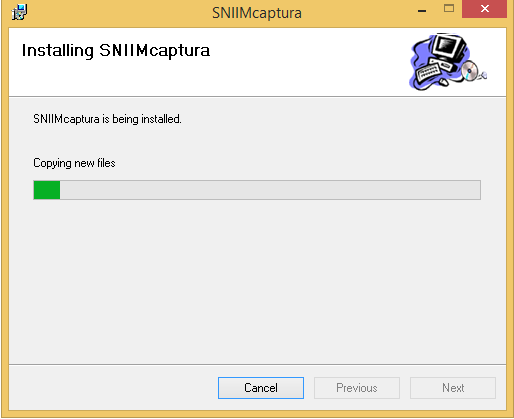 SNIIMcaptura
Installing SNIIMcaptura
SNIIMcaptura is being installed.
Copying new files
Cancel
Previous
Next